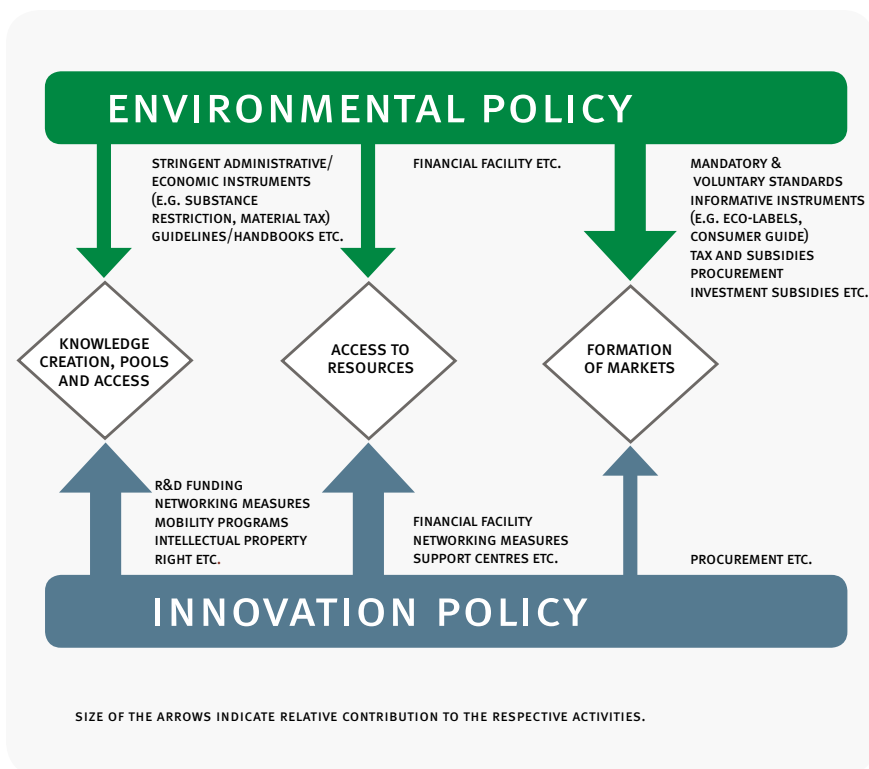 ENVIRONMENTAL POLICY
STRINGENT ADMINISTRATIVE/
ECONOMIC INSTRUMENTS
(E.G. SUBSTANCE
RESTRICTION, MATERIAL TAX)
GUIDELINES/HANDBOOKS ETC.
FINANCIAL FACILITY ETC.
MANDATORY &
VOLUNTARY STANDARDS
INFORMATIVE INSTRUMENTS
(E.G. ECO-LABELS,
CONSUMER GUIDE)
TAX AND SUBSIDIES
PROCUREMENT
INVESTMENT SUBSIDIES ETC.
KNOWLEDGE
CREATION, POOLS
AND ACCESS
ACCESS TO
RESOURCES
FORMATION
OF MARKETS
R&D FUNDING
NETWORKING MEASURES
MOBILITY PROGRAMS
INTELLECTUAL PROPERTY
RIGHT ETC.
FINANCIAL FACILITY
NETWORKING MEASURES
SUPPORT CENTRES ETC.
PROCUREMENT ETC.
INNOVATION POLICY
SIZE OF THE ARROWS INDICATE RELATIVE CONTRIBUTION TO THE RESPECTIVE ACTIVITIES.